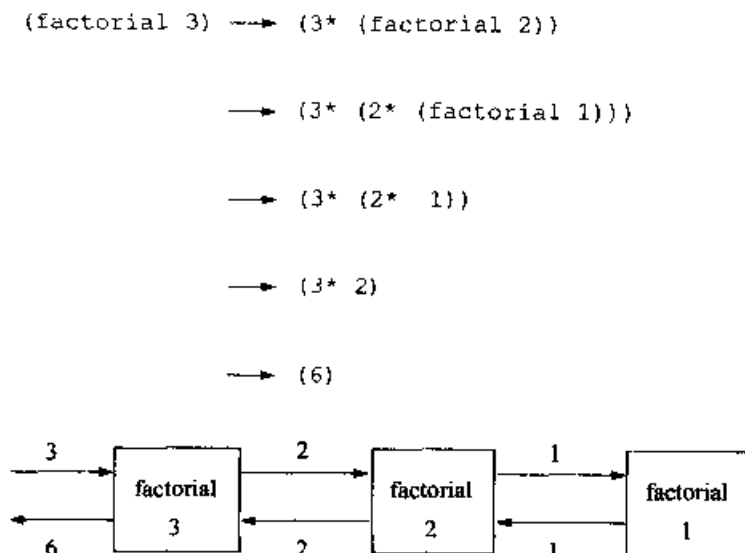 (factorial 3) → (3* (factorial 2))
→ (3* (2* (factorial 1)))
→ (3* (2* 1))
→ (3* 2)
→ (6)
3 2 1
factorial factorial factorial
3 2 1
6 2 1